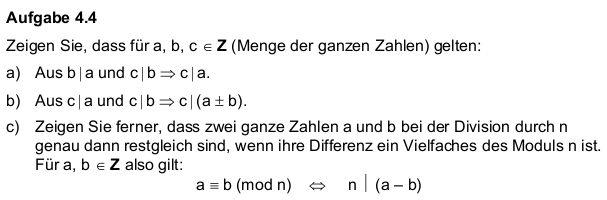 Aufgabe 4.4
Zeigen Sie, dass für a, b, c ∈ Z (Menge der ganzen Zahlen) gelten:
a) Aus b | a und c | b ⇒ c | a.
b) Aus c | a und c | b ⇒ c | (a ± b).
c) Zeigen Sie ferner, dass zwei ganze Zahlen a und b bei der Division durch n
genau dann restgleich sind, wenn ihre Differenz ein Vielfaches des Moduls n ist.
Für a, b ∈ Z also gilt:
a ≡ b (mod n) ⇔ n | (a – b)